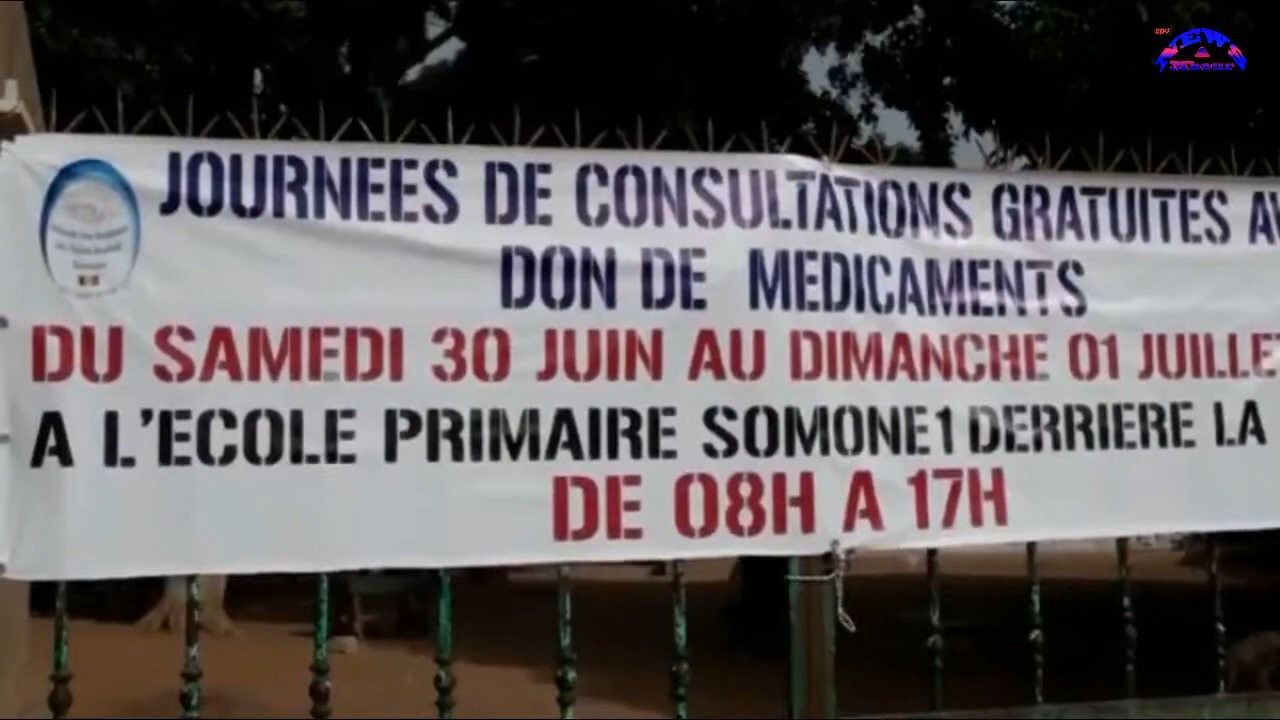 NEWS
JOURNEES DE CONSULTATIONS GRATUITES
DON DE MEDICAMENTS
DU SAMEDI 30 JUIN AU DIMANCHE 01 JUILLE
A L'ECOLE PRIMAIRE SOMONE1 DERRIERE LA
DE 08H A 17H